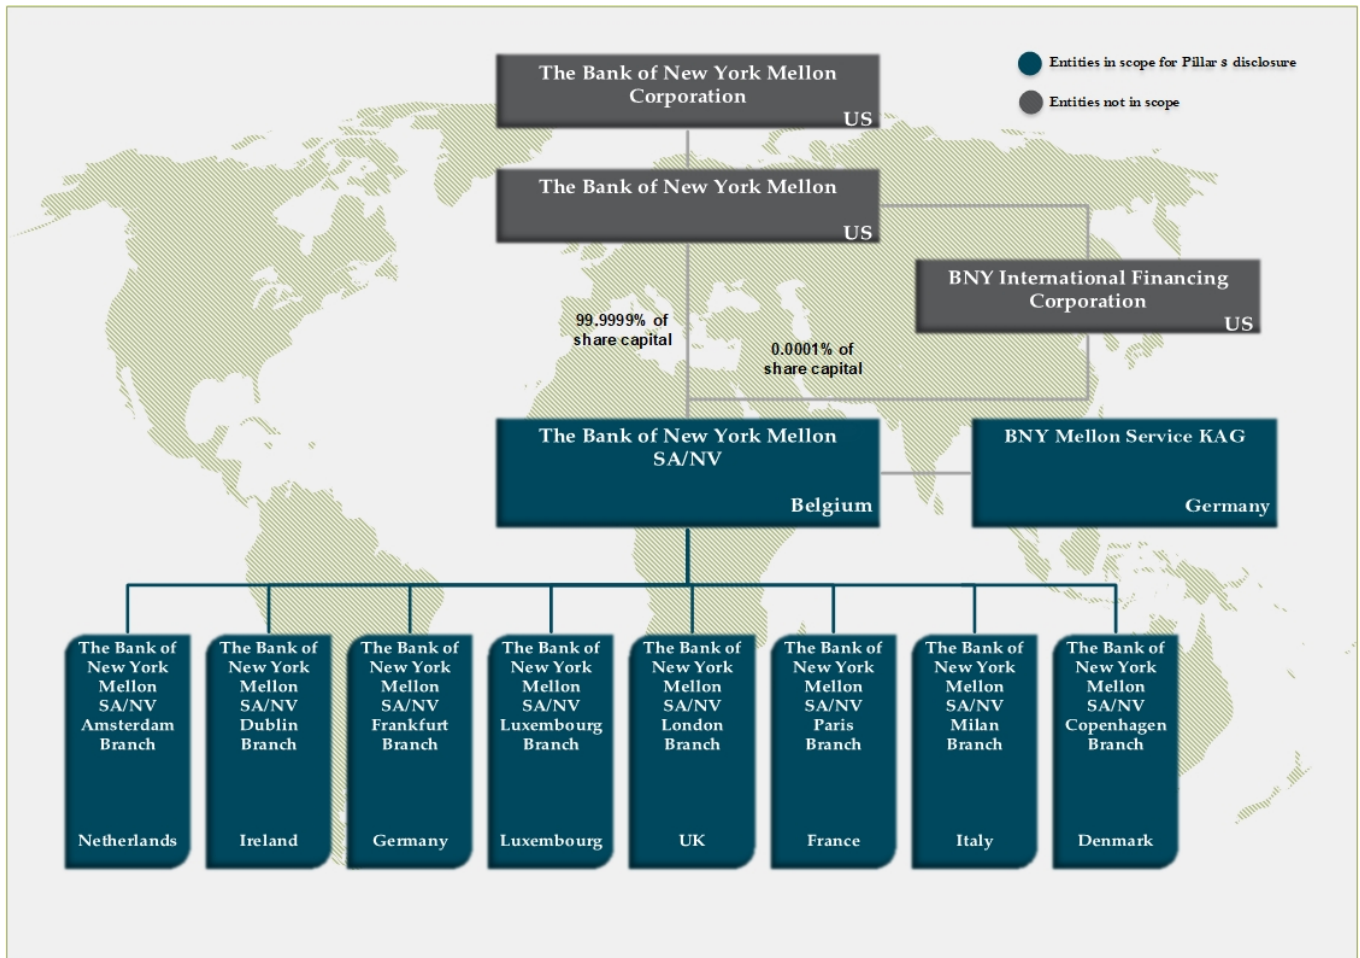 The Bank of New York Mellon
Corporation
US
Entities in scope for Pillar 3 disclosure
Entities not in scope
The Bank of New York Mellon
US
BNY International Financing
Corporation
US
99.9999% of
share capital
0.0001% of
share capital
The Bank of New York Mellon
SA/NV
Belgium
BNY Mellon Service KAG
Germany
The Bank of
New York
Mellon
SA/NV
Amsterdam
Branch
Netherlands
The Bank of
New York
Mellon
SA/NV
Dublin
Branch
Ireland
The Bank of
New York
Mellon
SA/NV
Frankfurt
Branch
Germany
The Bank of
New York
Mellon
SA/NV
Luxembourg
Branch
Luxembourg
The Bank of
New York
Mellon
SA/NV
London
Branch
UK
The Bank of
New York
Mellon
SA/NV
Paris
Branch
France
The Bank of
New York
Mellon
SA/NV
Milan
Branch
Italy
The Bank of
New York
Mellon
SA/NV
Copenhagen
Branch
Denmark